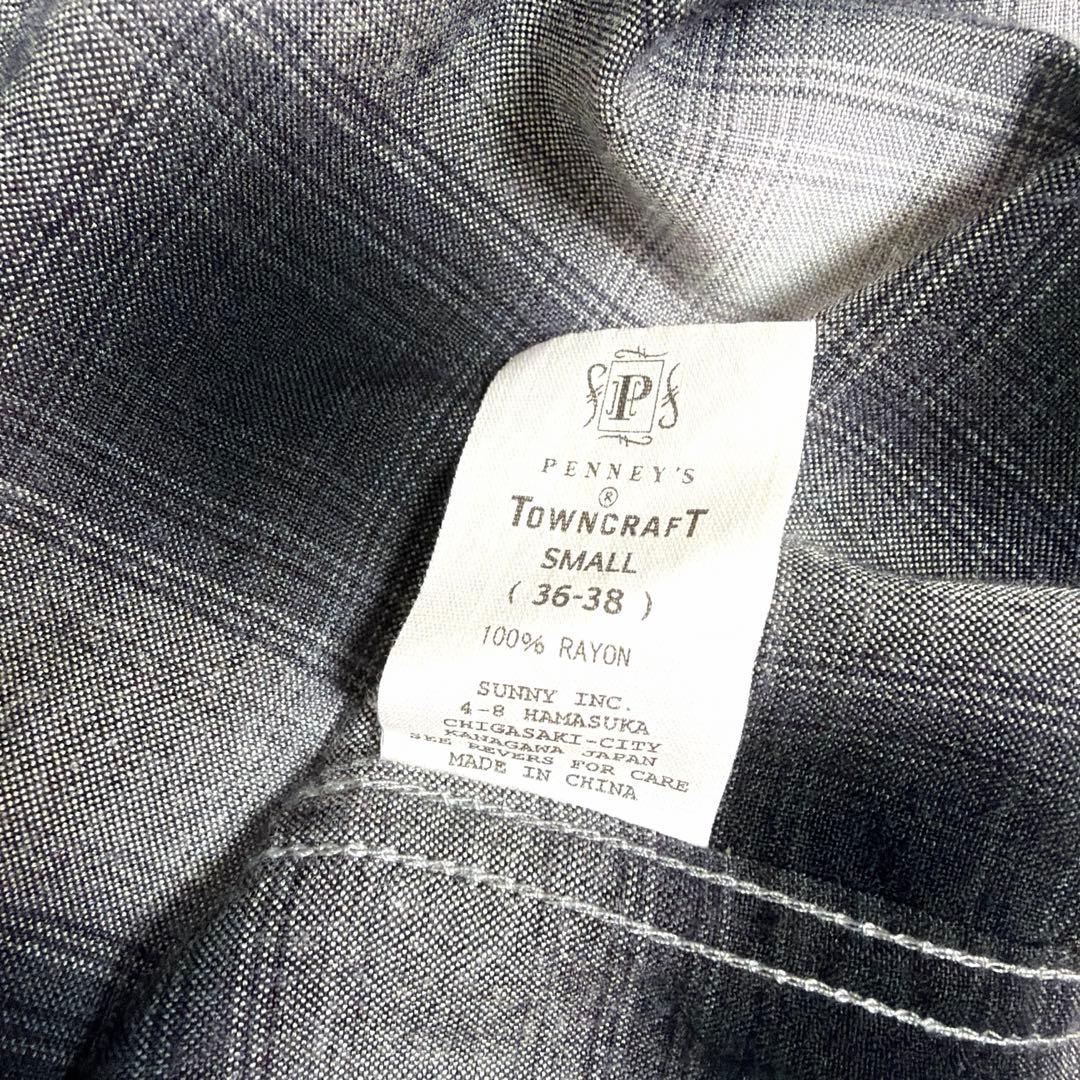 P
PENNEY'S
®
TOWNCRAFT
SMALL
( 36-38 )
100% RAYON
SUNNY INC.
4-8 HAMASUKA
CHIGASAKI-CITY
KANAGAWA JAPAN
SEE REVERS FOR CARE
MADE IN CHINA